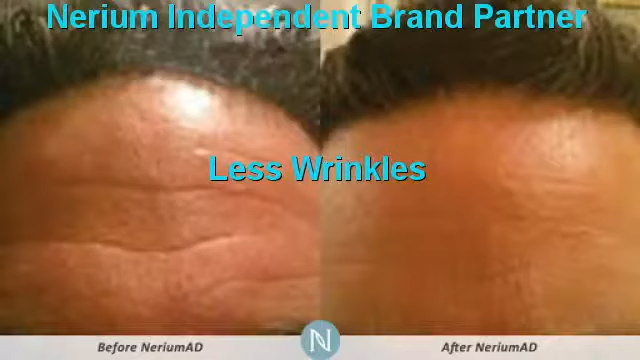 Nerium Independent Brand Partner
Less Wrinkles
Before NeriumAD
N
After NeriumAD